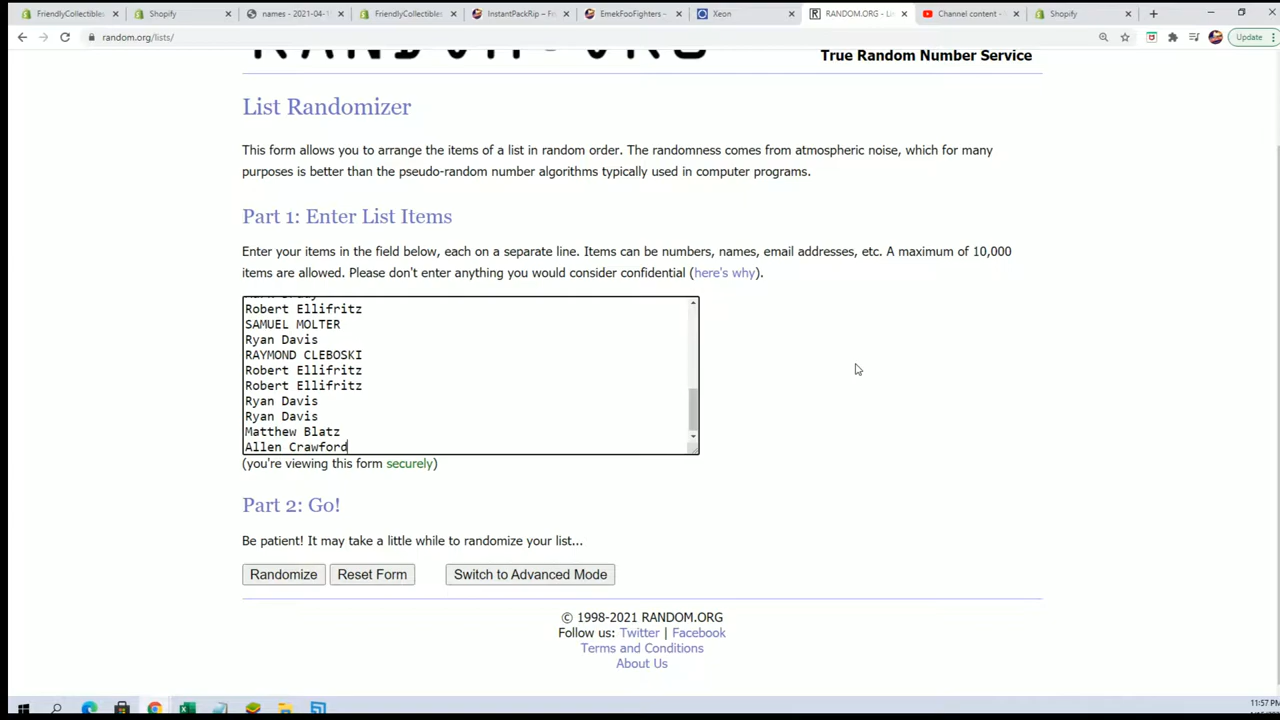 FriendlyCollectibles
Shopify
names - 2021-04-1
FriendlyCollectibles
InstantPackRip – F
EmekFooFighters –
Xeon
RANDOM.ORG - Li
Channel content -
Shopify
random.org/lists/
Update
RANDOM.ORG
True Random Number Service
List Randomizer
This form allows you to arrange the items of a list in random order. The randomness comes from atmospheric noise, which for many
purposes is better than the pseudo-random number algorithms typically used in computer programs.
Part 1: Enter List Items
Enter your items in the field below, each on a separate line. Items can be numbers, names, email addresses, etc. A maximum of 10,000
items are allowed. Please don't enter anything you would consider confidential (here's why).
Robert Ellifritz
SAMUEL MOLTER
Ryan Davis
RAYMOND CLEBOSKI
Robert Ellifritz
Robert Ellifritz
Ryan Davis
Ryan Davis
Matthew Blatz
Allen Crawford
(you're viewing this form securely)
Part 2: Go!
Be patient! It may take a little while to randomize your list...
Randomize Reset Form Switch to Advanced Mode
© 1998-2021 RANDOM.ORG
Follow us: Twitter | Facebook
Terms and Conditions
About Us
11:57 PM